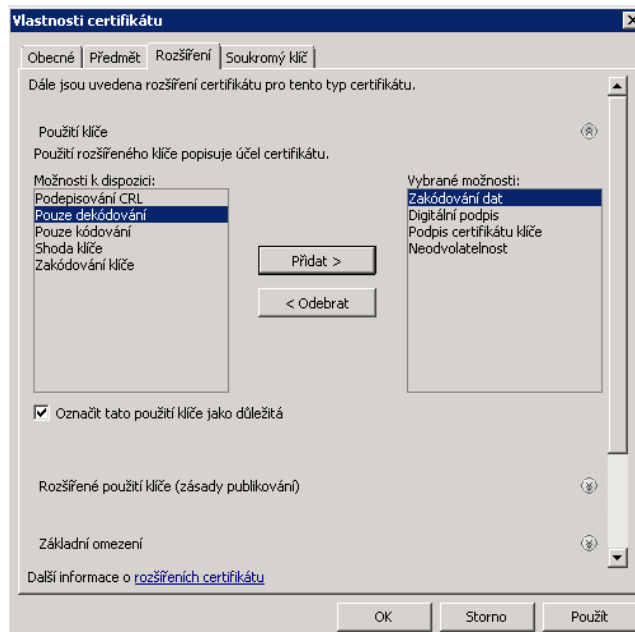 Vlastnosti certifikátu
Obecné
Předmět
Rozšíření
Soukromý klíč
Dále jsou uvedena rozšíření certifikátu pro tento typ certifikátu.
Použití klíče
Použití rozšířeného klíče popisuje účel certifikátu.
Možnosti k dispozici:
Podepisování CRL
Pouze dekódování
Pouze kódování
Shoda klíče
Zakódování klíče
Přidat >
< Odebrat
Vybrané možnosti:
Zakódování dat
Digitální podpis
Podpis certifikátu klíče
Neodvolatelnost
Označit tato použití klíče jako důležitá
Rozšířené použití klíče (zásady publikování)
Základní omezení
Další informace o rozšířeních certifikátu
OK
Storno
Použít